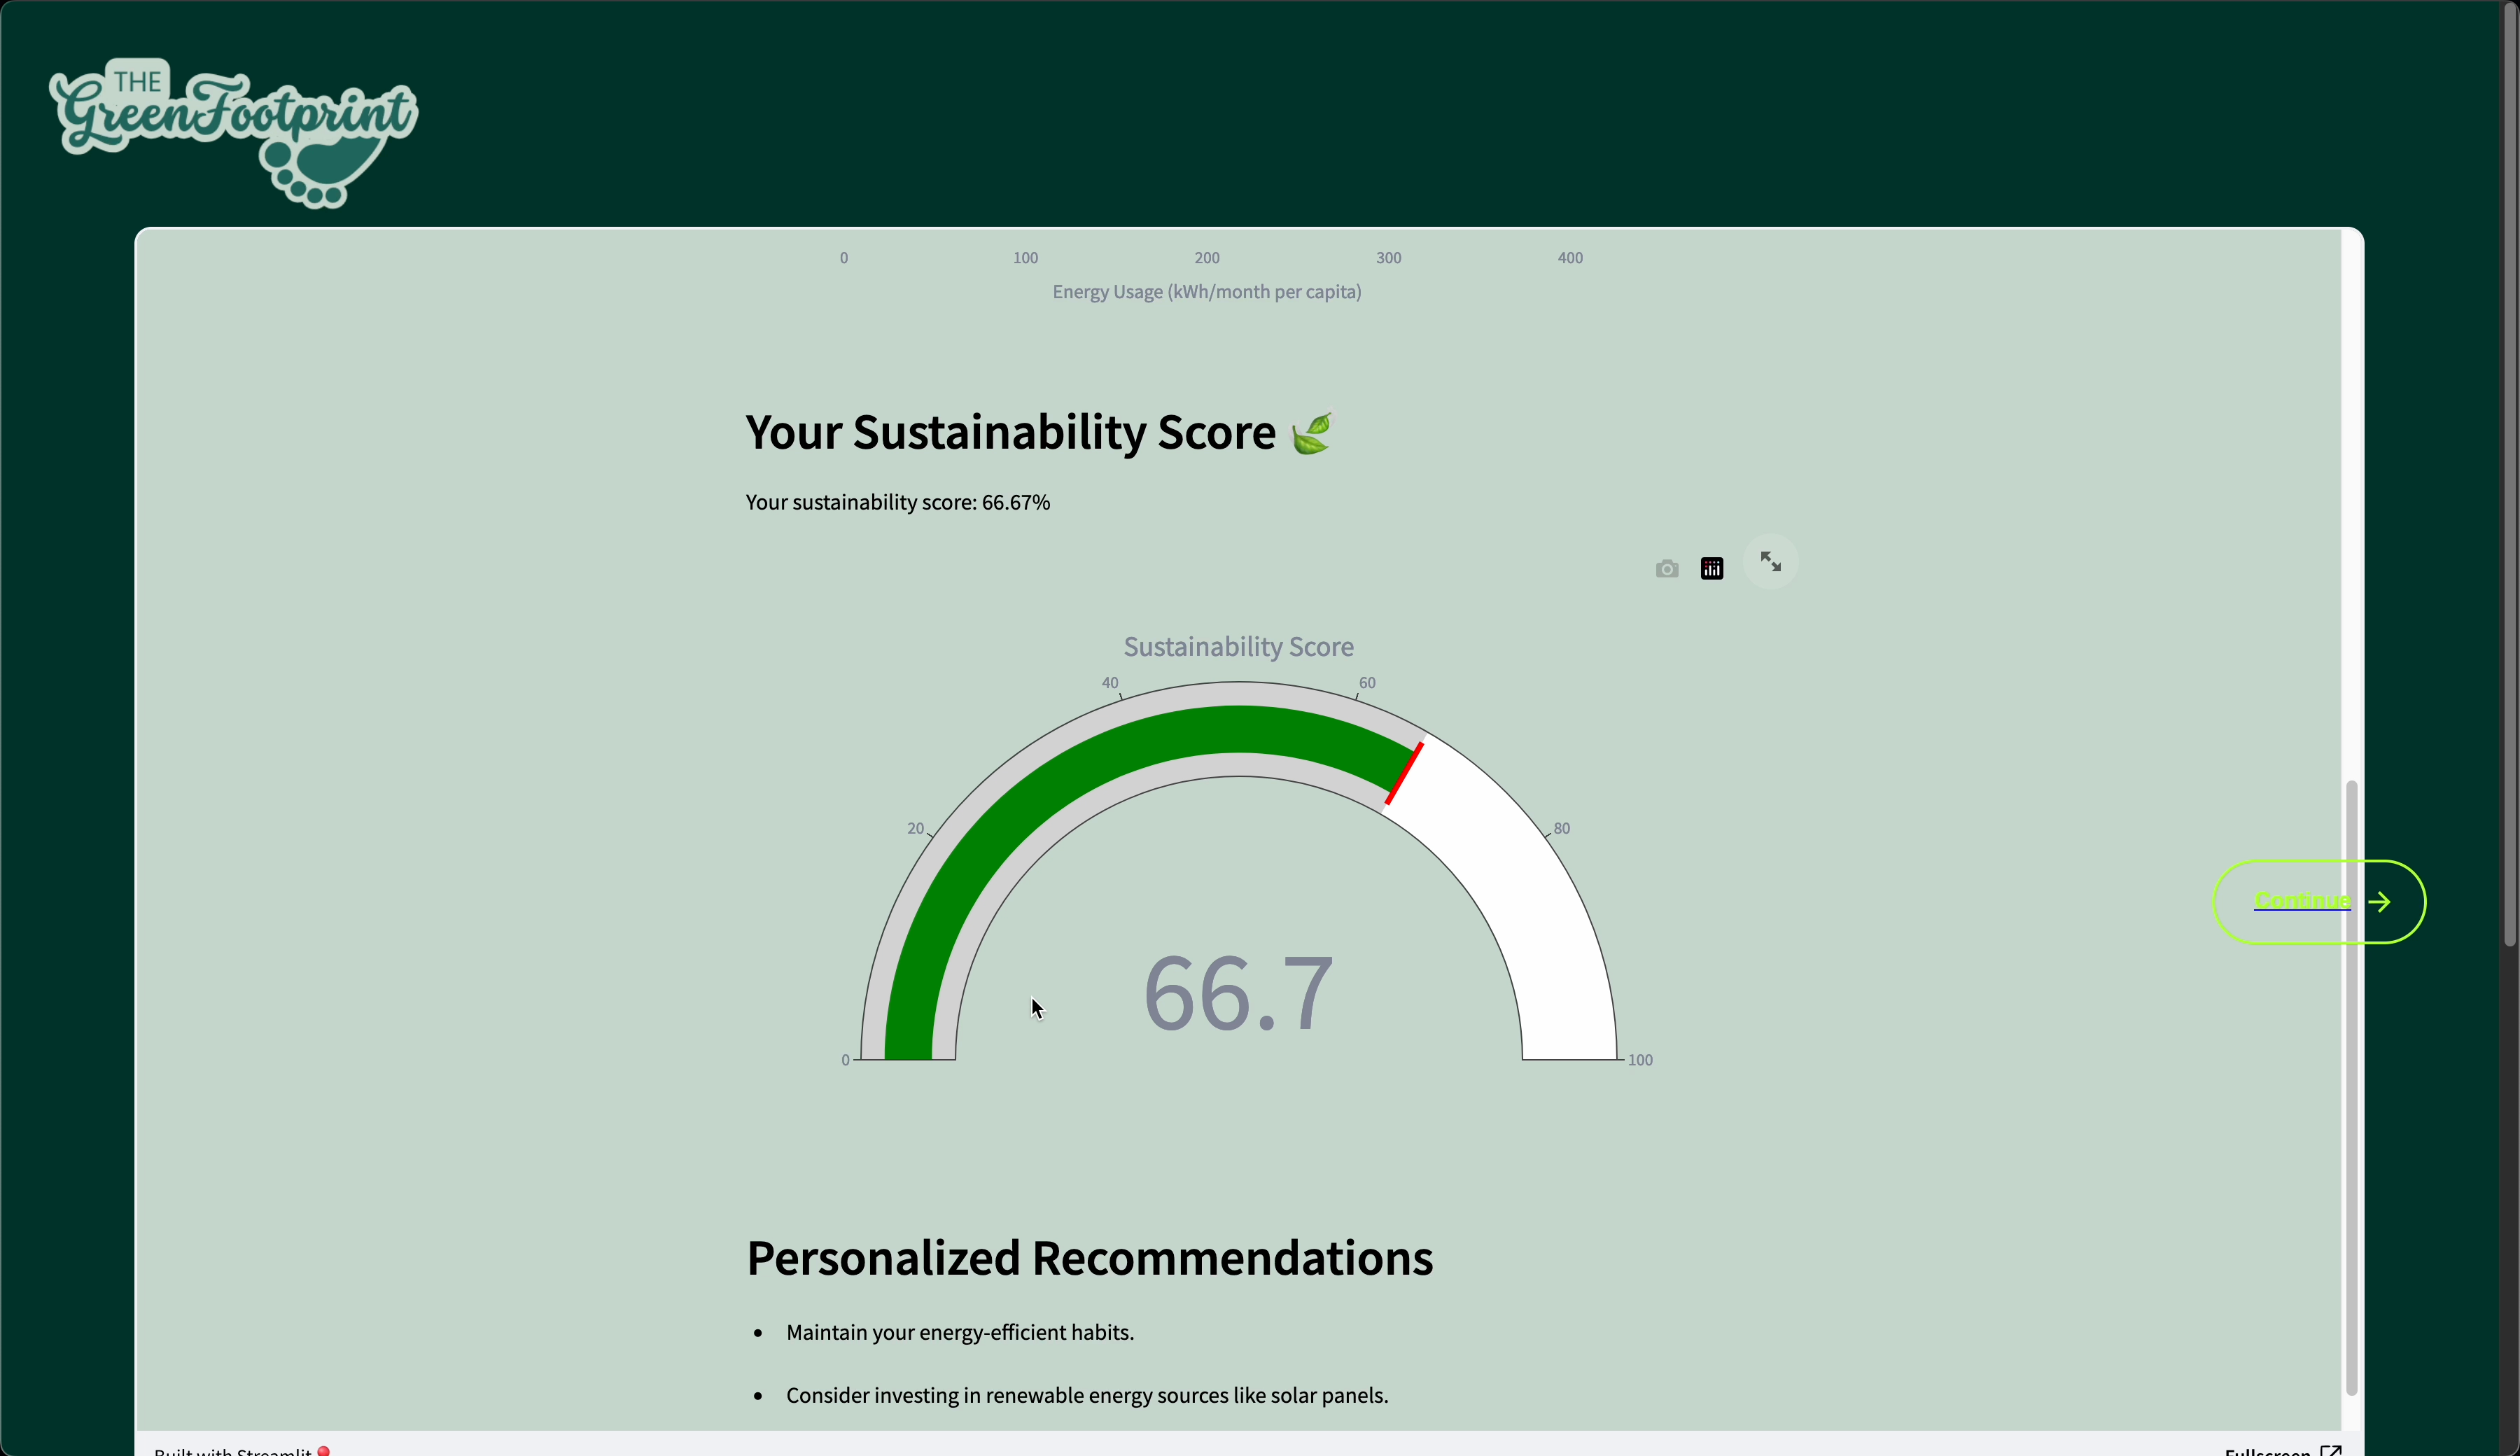 THE
GreenFootprint
0 100 200 300 400
Energy Usage (kWh/month per capita)
Your Sustainability Score
Your sustainability score: 66.67%
Sustainability Score
40 60
20 80
Continue
66.7
0 100
Personalized Recommendations
• Maintain your energy-efficient habits.
• Consider investing in renewable energy sources like solar panels.
Built with Streamlit Fullscreen